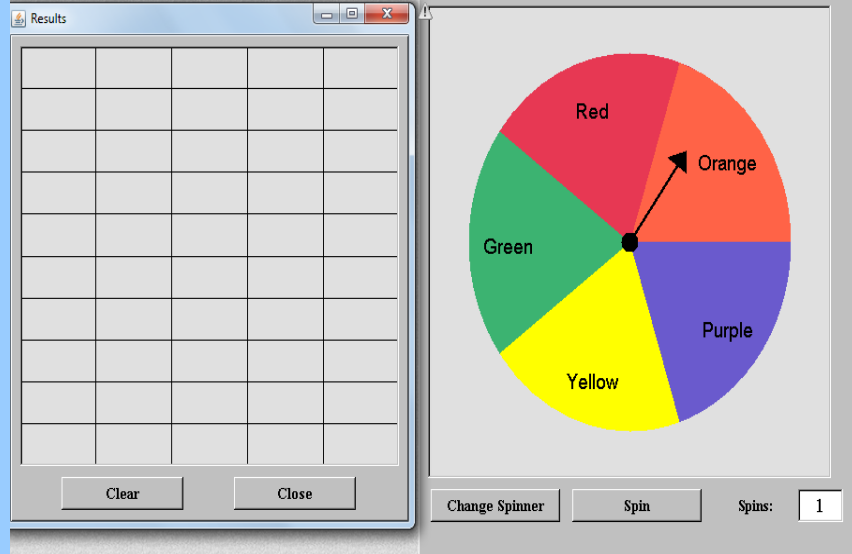 Results
Clear
Close
Red
Orange
Green
Purple
Yellow
Change Spinner
Spin
Spins:
1